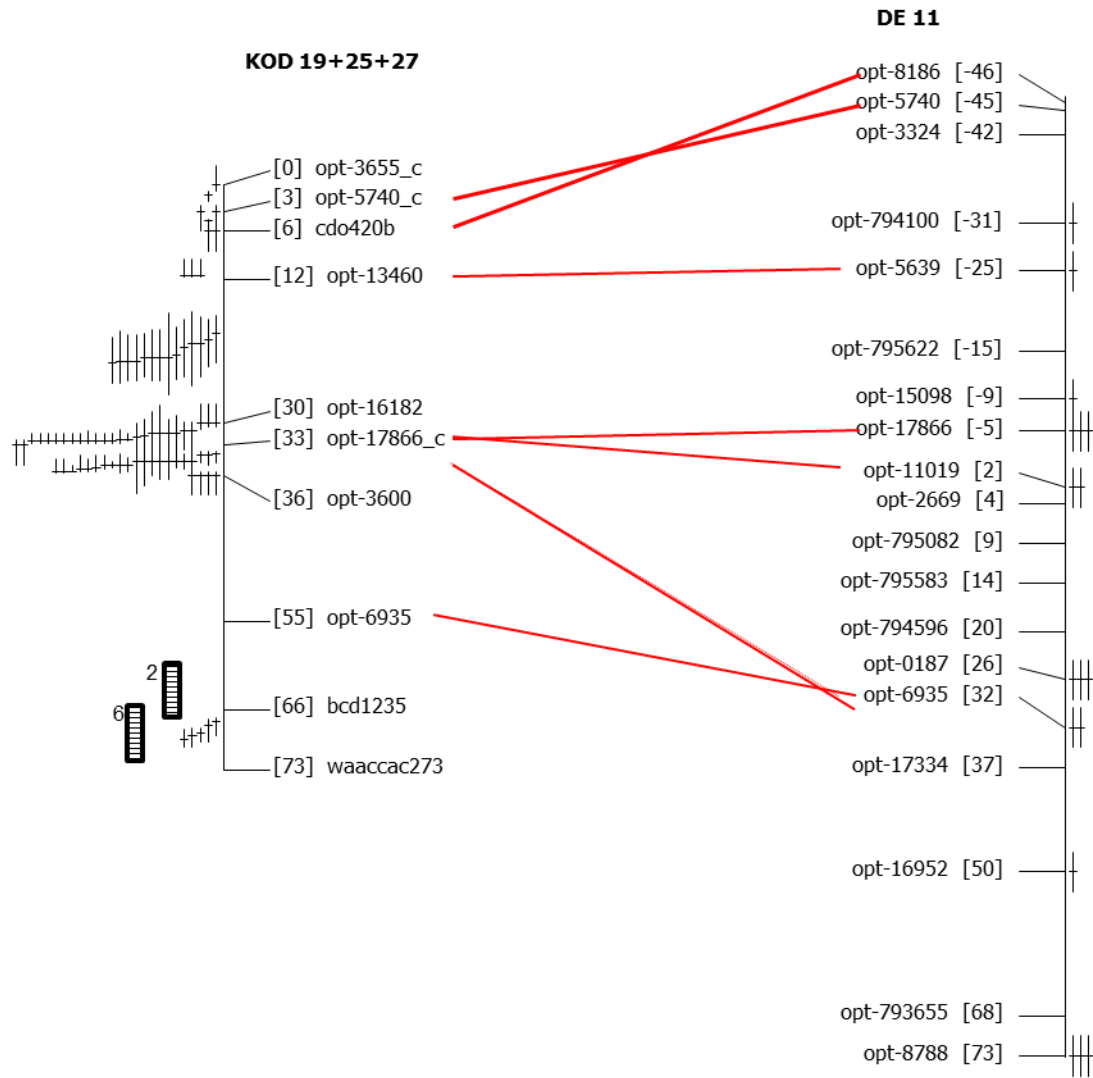 DE 11
KOD 19+25+27
opt-8186 [-46]
opt-5740 [-45]
opt-3324 [-42]
[0] opt-3655_c
[3] opt-5740_c
[6] cdo420b
opt-794100 [-31]
[12] opt-13460
opt-5639 [-25]
opt-795622 [-15]
opt-15098 [-9]
[30] opt-16182
opt-17866 [-5]
[33] opt-17866_c
opt-11019 [2]
[36] opt-3600
opt-2669 [4]
opt-795082 [9]
opt-795583 [14]
[55] opt-6935
opt-794596 [20]
opt-0187 [26]
2
opt-6935 [32]
6
[66] bcd1235
opt-17334 [37]
[73] waaccac273
opt-16952 [50]
opt-793655 [68]
opt-8788 [73]